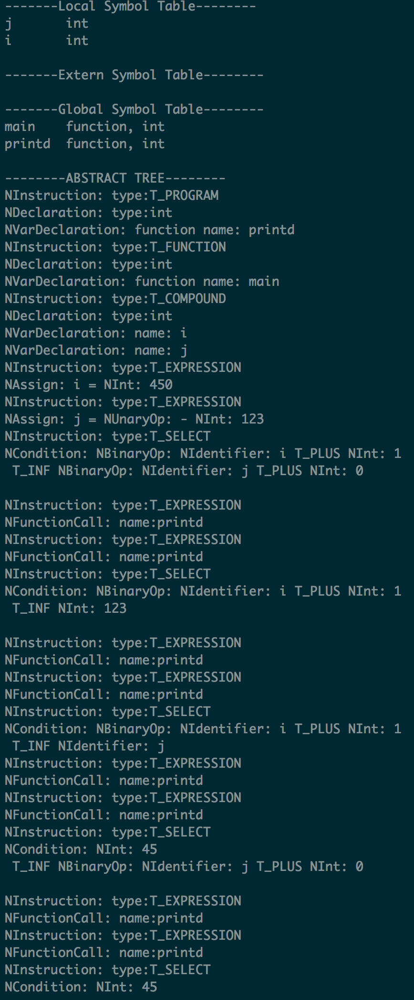 -------Local Symbol Table--------
j       int
i       int

-------Extern Symbol Table--------

-------Global Symbol Table--------
main    function, int
printd  function, int

--------ABSTRACT TREE--------
NInstruction: type:T_PROGRAM
NDeclaration: type:int
NVarDeclaration: function name: printd
NInstruction: type:T_FUNCTION
NDeclaration: type:int
NVarDeclaration: function name: main
NInstruction: type:T_COMPOUND
NDeclaration: type:int
NVarDeclaration: name: i
NVarDeclaration: name: j
NInstruction: type:T_EXPRESSION
NAssign: i = NInt: 450
NInstruction: type:T_EXPRESSION
NAssign: j = NUnaryOp: - NInt: 123
NInstruction: type:T_SELECT
NCondition: NBinaryOp: NIdentifier: i T_PLUS NInt: 1
 T_INF NBinaryOp: NIdentifier: j T_PLUS NInt: 0

NInstruction: type:T_EXPRESSION
NFunctionCall: name:printd
NInstruction: type:T_EXPRESSION
NFunctionCall: name:printd
NInstruction: type:T_SELECT
NCondition: NBinaryOp: NIdentifier: i T_PLUS NInt: 1
 T_INF NInt: 123

NInstruction: type:T_EXPRESSION
NFunctionCall: name:printd
NInstruction: type:T_EXPRESSION
NFunctionCall: name:printd
NInstruction: type:T_SELECT
NCondition: NBinaryOp: NIdentifier: i T_PLUS NInt: 1
 T_INF NIdentifier: j
NInstruction: type:T_EXPRESSION
NFunctionCall: name:printd
NInstruction: type:T_EXPRESSION
NFunctionCall: name:printd
NInstruction: type:T_SELECT
NCondition: NInt: 45
 T_INF NBinaryOp: NIdentifier: j T_PLUS NInt: 0

NInstruction: type:T_EXPRESSION
NFunctionCall: name:printd
NInstruction: type:T_EXPRESSION
NFunctionCall: name:printd
NInstruction: type:T_SELECT
NCondition: NInt: 45